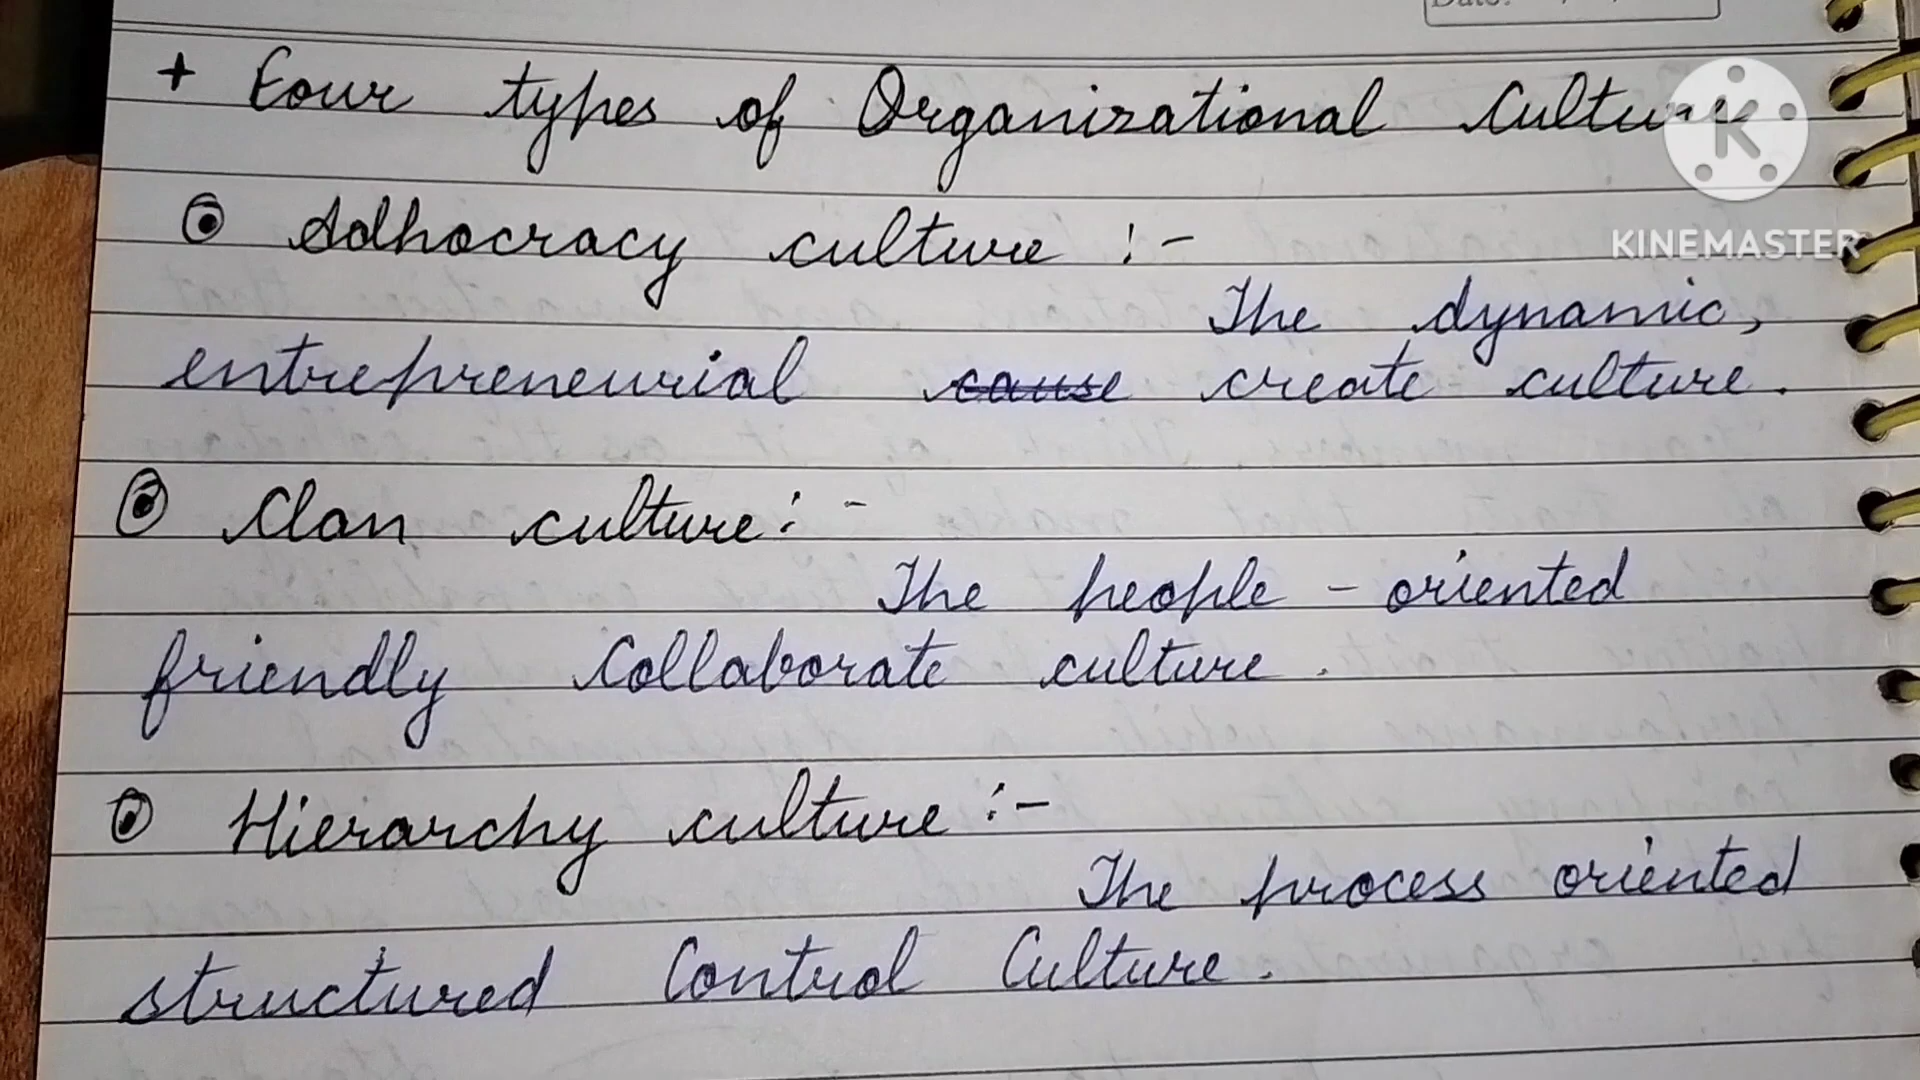 Date:
+ Four types of Organizational Culture
Adhocracy culture :-
The dynamic,
entrepreneurial cause create culture.
Clan culture :-
The people - oriented
friendly Collaborate culture.
Hierarchy culture :-
The process oriented
structured Control Culture.
K
KINEMASTER